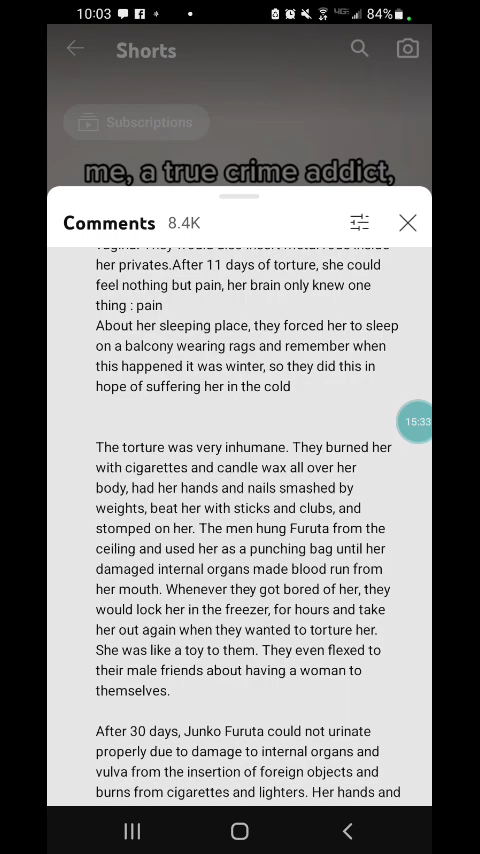 10:03
84%
Shorts
Subscriptions
me, a true crime addict,
Comments 8.4K
her privates.After 11 days of torture, she could
feel nothing but pain, her brain only knew one
thing : pain
About her sleeping place, they forced her to sleep
on a balcony wearing rags and remember when
this happened it was winter, so they did this in
hope of suffering her in the cold
15:33
The torture was very inhumane. They burned her
with cigarettes and candle wax all over her
body, had her hands and nails smashed by
weights, beat her with sticks and clubs, and
stomped on her. The men hung Furuta from the
ceiling and used her as a punching bag until her
damaged internal organs made blood run from
her mouth. Whenever they got bored of her, they
would lock her in the freezer, for hours and take
her out again when they wanted to torture her.
She was like a toy to them. They even flexed to
their male friends about having a woman to
themselves.
After 30 days, Junko Furuta could not urinate
properly due to damage to internal organs and
vulva from the insertion of foreign objects and
burns from cigarettes and lighters. Her hands and